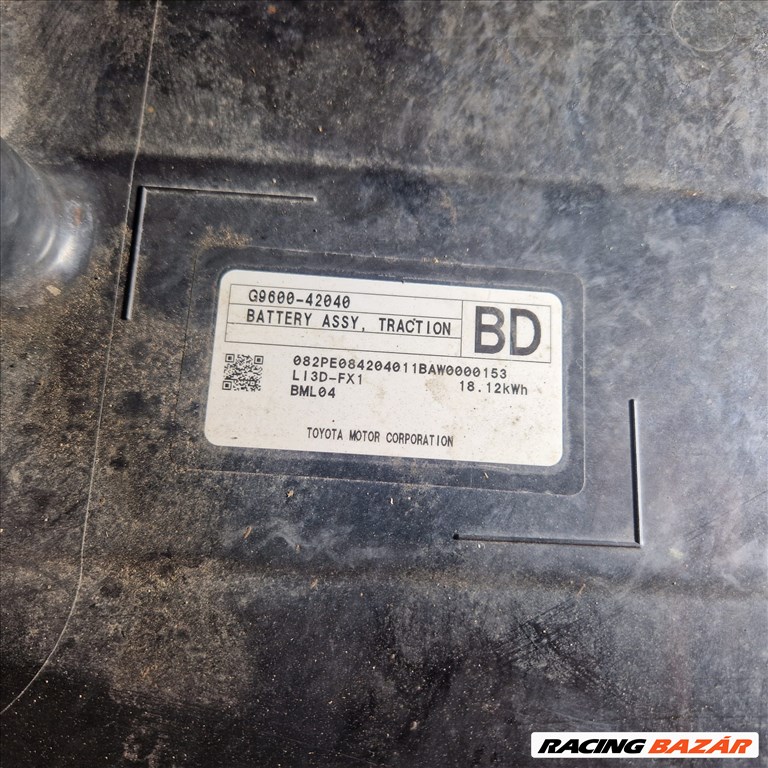 G9600-42040
BATTERY ASSY, TRACTION
BD
082PE084204011BAW0000153
LI3D-FX1 18.12kWh
BML04
TOYOTA MOTOR CORPORATION
RACING BAZÁR